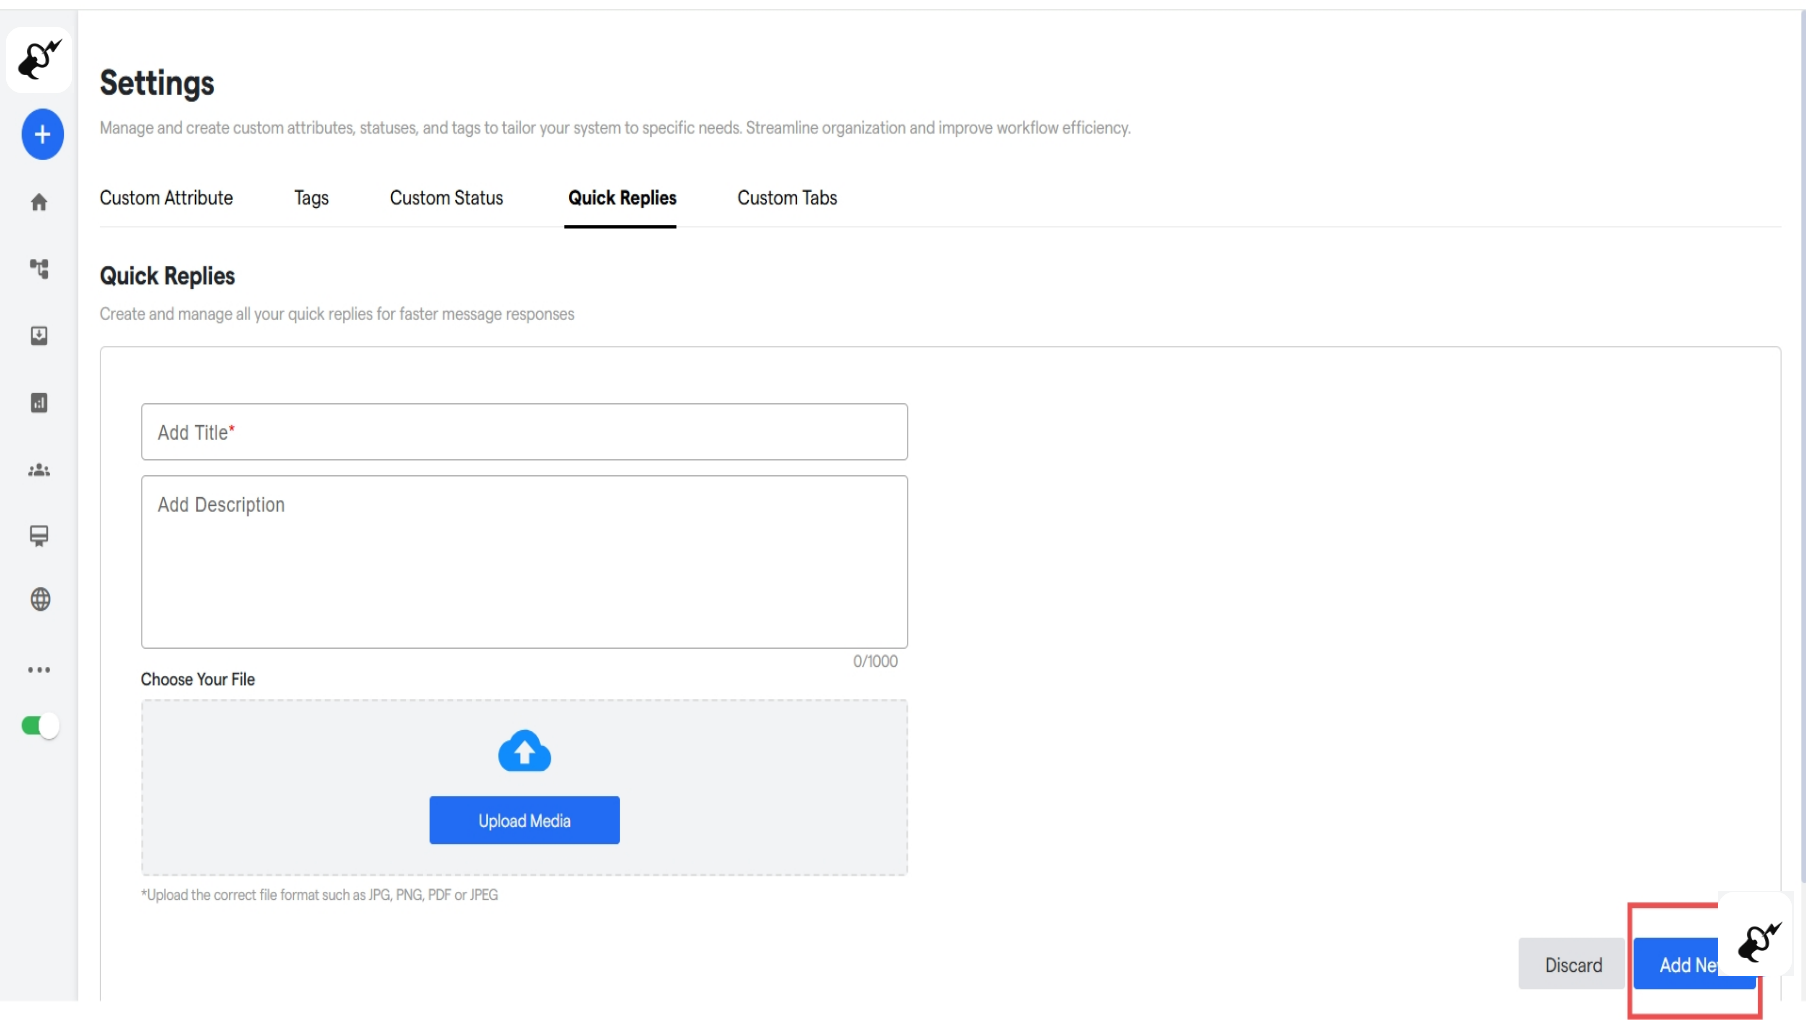 Settings
Manage and create custom attributes, statuses, and tags to tailor your system to specific needs. Streamline organization and improve workflow efficiency.
Custom Attribute Tags Custom Status Quick Replies Custom Tabs
Quick Replies
Create and manage all your quick replies for faster message responses
Add Title*
Add Description
0/1000
Choose Your File
Upload Media
*Upload the correct file format such as JPG, PNG, PDF or JPEG
Discard Add